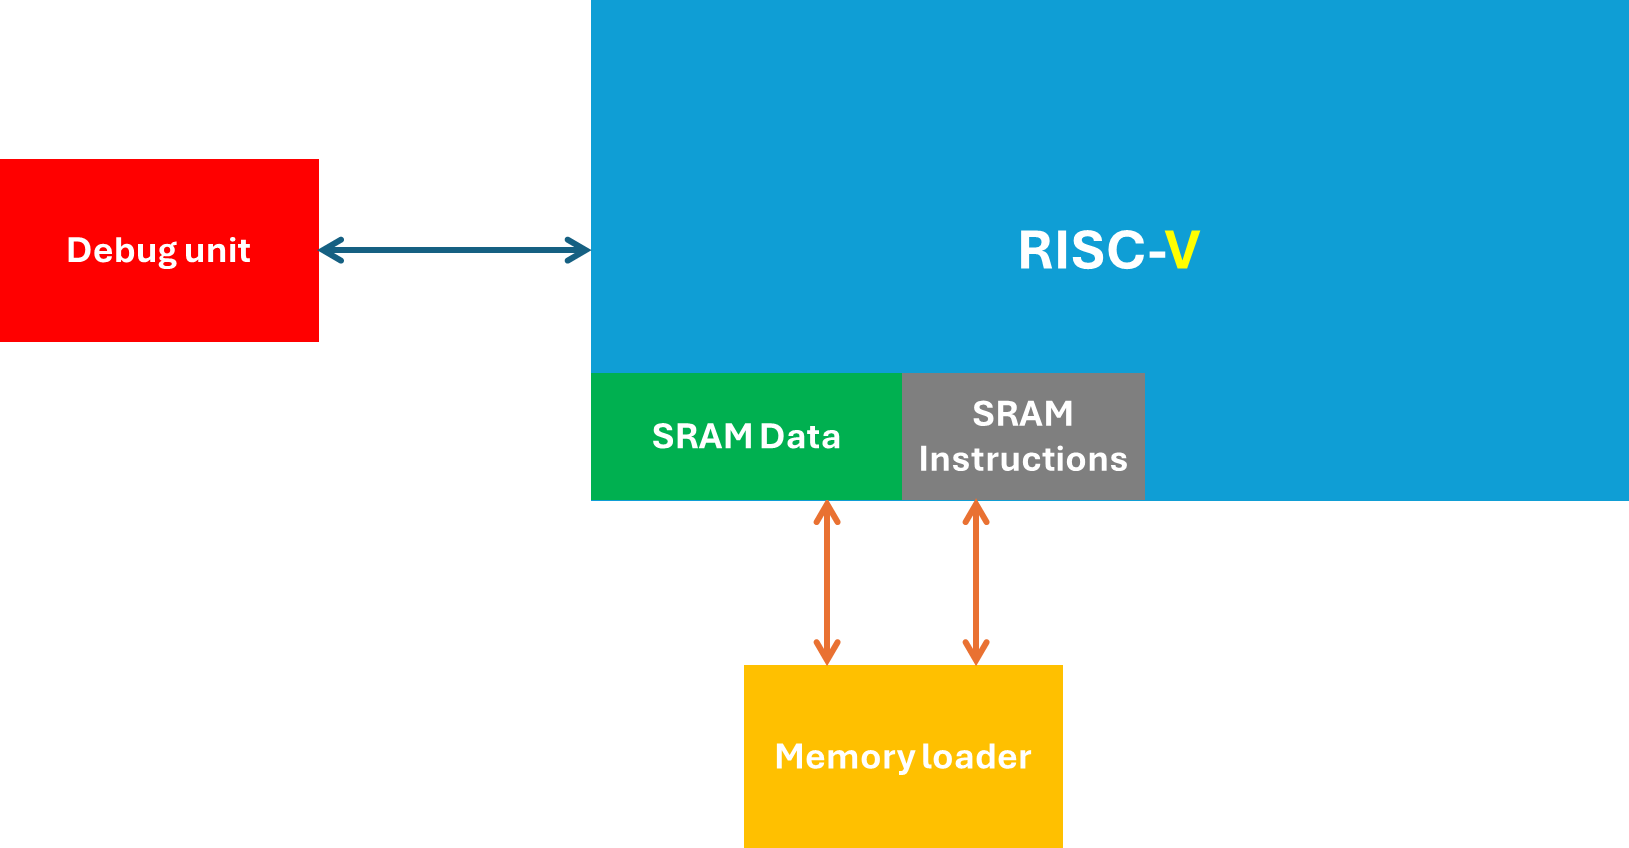 Debug unit
RISC-V
SRAM Data
SRAM
Instructions
Memory loader